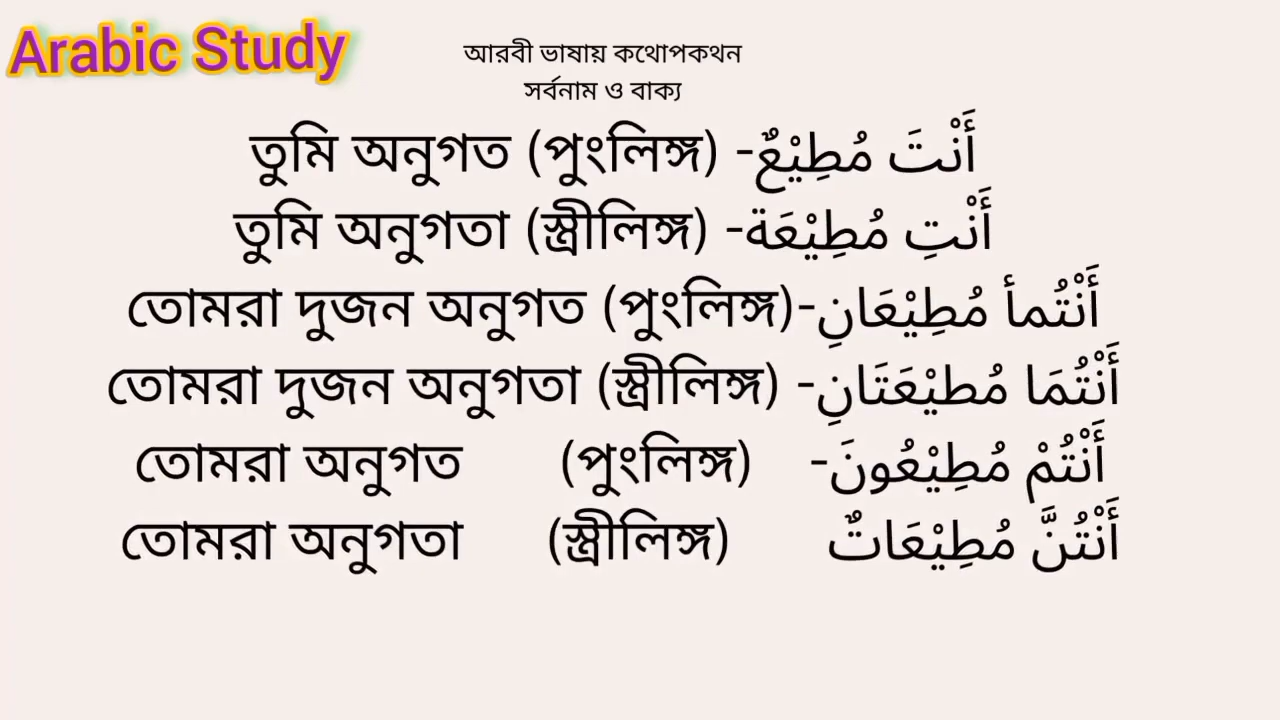 Arabic Study
আরবী ভাষায় কথোপকথন
সর্বনাম ও বাক্য
তুমি অনুগত (পুংলিঙ্গ) -أَنْتَ مُطِيْعٌ
তুমি অনুগতা (স্ত্রীলিঙ্গ) -أَنْتِ مُطِيْعَة
তোমরা দুজন অনুগত (পুংলিঙ্গ)-أَنْتُمأ مُطِيْعَانِ
তোমরা দুজন অনুগতা (স্ত্রীলিঙ্গ) -أَنْتُمَا مُطيْعَتَانِ
তোমরা অনুগত (পুংলিঙ্গ) -أَنْتُمْ مُطِيْعُونَ
তোমরা অনুগতা (স্ত্রীলিঙ্গ) أَنْتُنَّ مُطِيْعَاتٌ